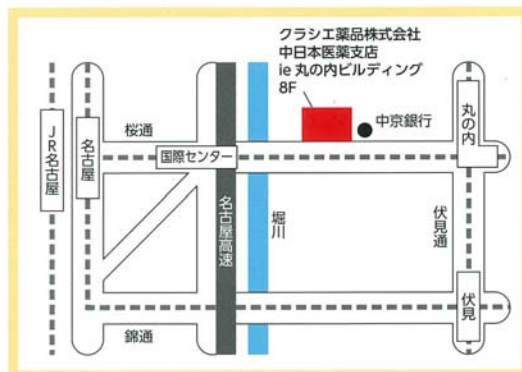 クラシエ薬品株式会社
中日本医薬支店
ie 丸の内ビルディング
8F
中京銀行
丸の内
桜通
国際センター
JR名古屋
名古屋
名古屋高速
堀川
伏見通
伏見
錦通